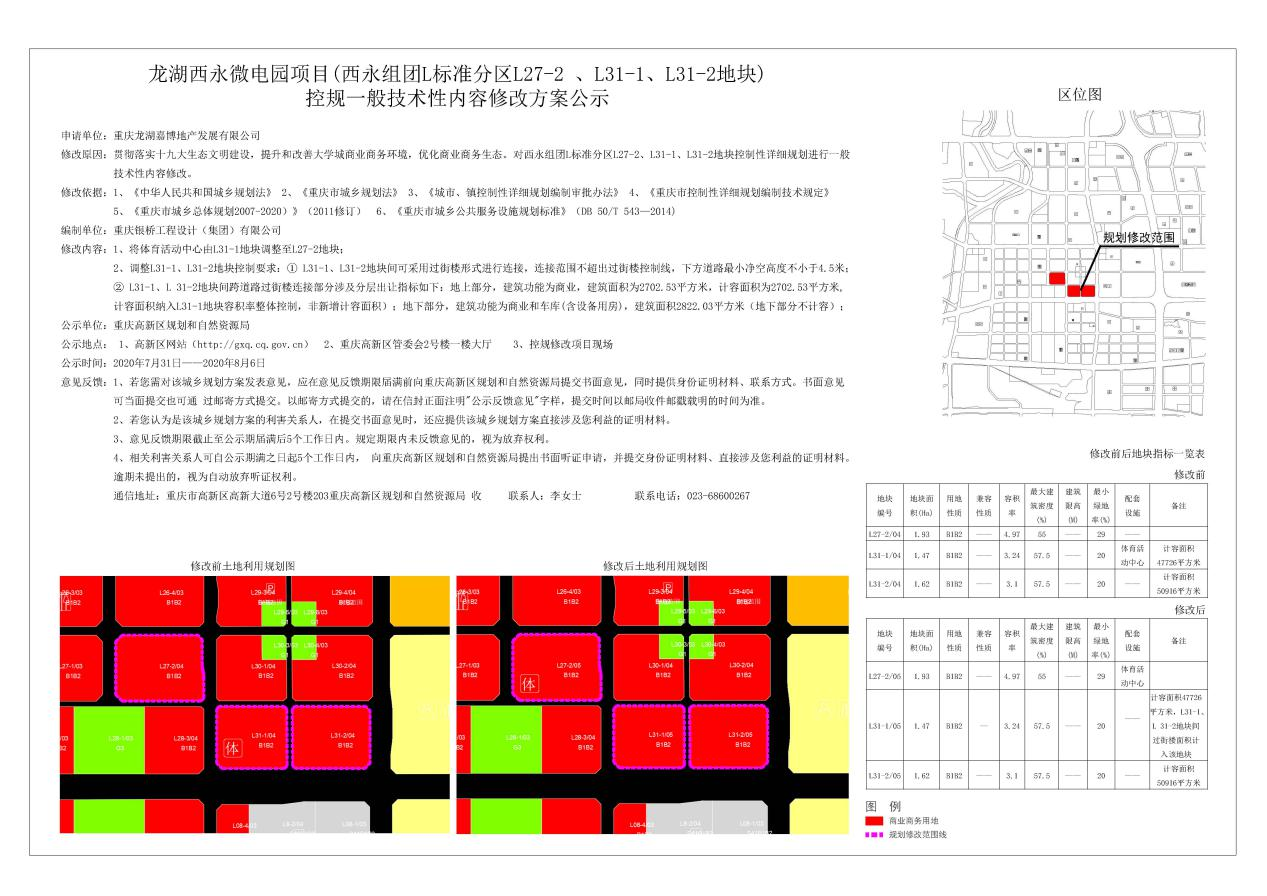 龙湖西永微电园项目(西永组团L标准分区L27-2 、L31-1、L31-2地块)
控规一般技术性内容修改方案公示
申请单位：重庆龙湖嘉博地产发展有限公司
修改原因：贯彻落实十九大生态文明建设，提升和改善大学城商业商务环境，优化商业商务生态。对西永组团L标准分区L27-2、L31-1、L31-2地块控制性详细规划进行一般
技术性内容修改。
修改依据：1、《中华人民共和国城乡规划法》 2、《重庆市城乡规划法》 3、《城市、镇控制性详细规划编制审批办法》 4、《重庆市控制性详细规划编制技术规定》
5、《重庆市城乡总体规划2007-2020）》（2011修订） 6、《重庆市城乡公共服务设施规划标准》（DB 50/T 543—2014)
编制单位：重庆银桥工程设计（集团）有限公司
修改内容：1、将体育活动中心由L31-1地块调整至L27-2地块；
2、调整L31-1、L31-2地块控制要求：① L31-1、L31-2地块间可采用过街楼形式进行连接，连接范围不超出过街楼控制线，下方道路最小净空高度不小于4.5米；
② L31-1、L 31-2地块间跨道路过街楼连接部分涉及分层出让指标如下：地上部分，建筑功能为商业，建筑面积为2702.53平方米，计容面积为2702.53平方米，
计容面积纳入L31-1地块容积率整体控制，非新增计容面积）；地下部分，建筑功能为商业和车库(含设备用房)，建筑面积2822.03平方米（地下部分不计容）；
公示单位：重庆高新区规划和自然资源局
公示地点： 1、高新区网站（http://gxq.cq.gov.cn） 2、重庆高新区管委会2号楼一楼大厅 3、控规修改项目现场
公示时间：2020年7月31日——2020年8月6日
意见反馈：1、若您需对该城乡规划方案发表意见，应在意见反馈期限届满前向重庆高新区规划和自然资源局提交书面意见，同时提供身份证明材料、联系方式。书面意见
可当面提交也可通 过邮寄方式提交。以邮寄方式提交的，请在信封正面注明"公示反馈意见"字样，提交时间以邮局收件邮戳载明的时间为准。
2、若您认为是该城乡规划方案的利害关系人，在提交书面意见时，还应提供该城乡规划方案直接涉及您利益的证明材料。
3、意见反馈期限截止至公示期届满后5个工作日内。规定期限内未反馈意见的，视为放弃权利。
4、相关利害关系人可自公示期满之日起5个工作日内， 向重庆高新区规划和自然资源局提出书面听证申请，并提交身份证明材料、直接涉及您利益的证明材料。
逾期未提出的，视为自动放弃听证权利。
通信地址：重庆市高新区高新大道6号2号楼203重庆高新区规划和自然资源局 收 联系人：李女士 联系电话：023-68600267
区位图
规划修改范围
修改前后地块指标一览表
修改前
地块编号 地块面积(Ha) 用地性质 兼容性质 容积率 最大建筑密度(%) 建筑限高(M) 最小绿地率(%) 配套设施 备注
L27-2/04 1.93 B1B2 —— 4.97 55 —— 29 ——
L31-1/04 1.47 B1B2 —— 3.24 57.5 —— 20 体育活动中心 计容面积47726平方米
L31-2/04 1.62 B1B2 —— 3.1 57.5 —— 20 —— 计容面积50916平方米
修改后
地块编号 地块面积(Ha) 用地性质 兼容性质 容积率 最大建筑密度(%) 建筑限高(M) 最小绿地率(%) 配套设施 备注
L27-2/05 1.93 B1B2 —— 4.97 55 —— 29 体育活动中心
L31-1/05 1.47 B1B2 — 3.24 57.5 —— 20 —— 计容面积47726平方米，L31-1、L 31-2地块间过街楼面积计入该地块
L31-2/05 1.62 B1B2 —— 3.1 57.5 —— 20 —— 计容面积50916平方米
图 例
商业商务用地
规划修改范围线
修改前土地利用规划图
L26-4/03
B1B2
L29-3/04
P
L27-1/03
B1B2
L27-2/04
B1B2
L30-1/04
B1B2
L30-2/04
B1B2
L28-1/03
G3
L28-3/04
B1B2
体
L31-1/04
B1B2
L31-2/04
B1B2
L08-4/03
修改后土地利用规划图
L26-4/03
B1B2
L29-3/04
P
L27-1/03
B1B2
L27-2/05
B1B2
体
L30-1/04
B1B2
L30-2/04
B1B2
L28-1/03
G3
L28-3/04
B1B2
L31-1/05
B1B2
L31-2/05
B1B2
L08-4/03